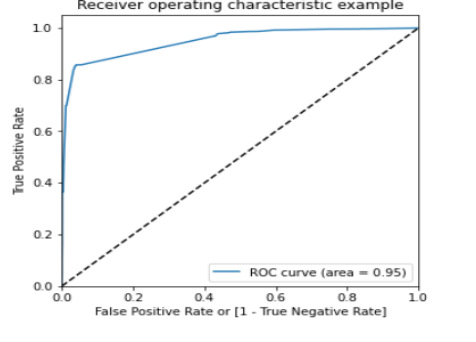 Receiver operating characteristic example
1.0
0.8
0.6
0.4
0.2
0.0
True Positive Rate
ROC curve (area = 0.95)
0.0 0.2 0.4 0.6 0.8 1.0
False Positive Rate or [1 - True Negative Rate]